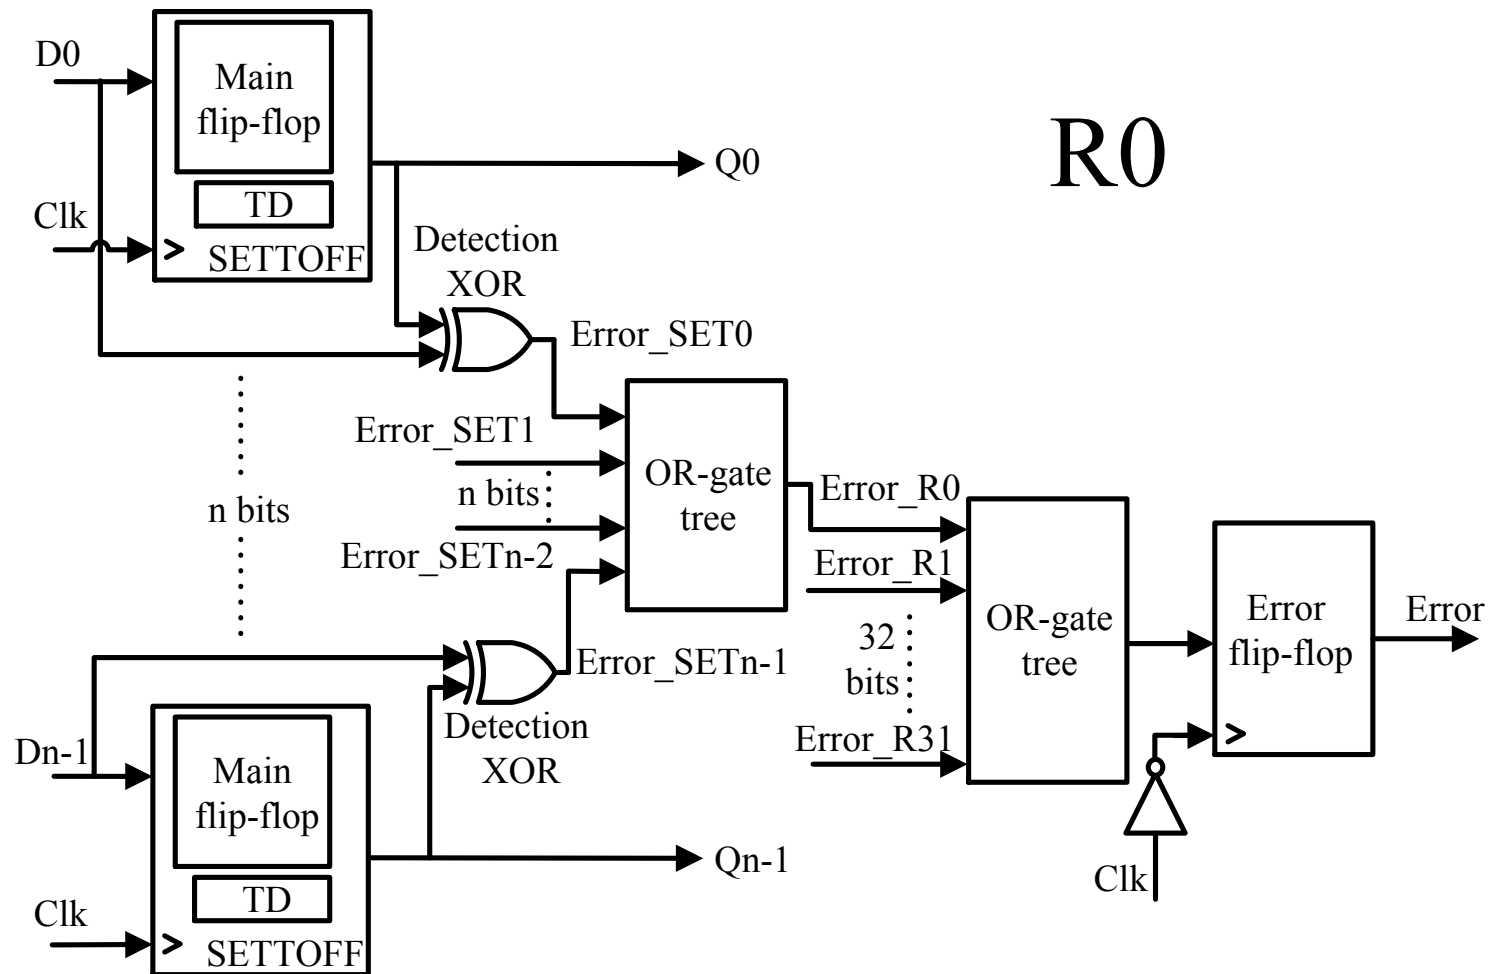 D0
Main
flip-flop
TD
Clk
SETTOFF
Q0
R0
Detection
XOR
Error_SET0
Error_SET1
n bits
Error_SETn-2
OR-gate
tree
n bits
Error_R0
Error_R1
32
bits
Error_R31
OR-gate
tree
Error
flip-flop
Error
Clk
Error_SETn-1
Detection
XOR
Dn-1
Main
flip-flop
TD
Clk
SETTOFF
Qn-1